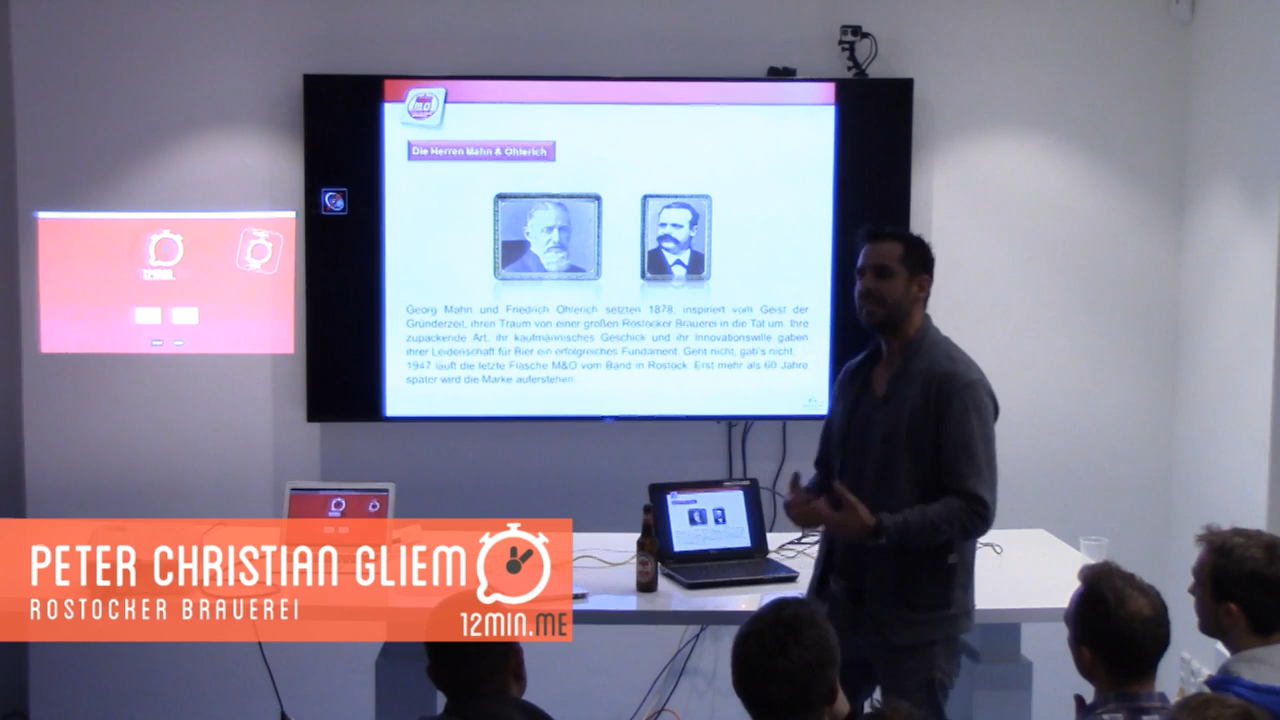 Die Herren Mahn & Ohlerich
Georg Mahn und Friedrich Ohlerich setzten 1878, inspiriert vom Geist der
Gründerzeit, ihren Traum von einer großen Rostocker Brauerei in die Tat um. Ihre
zupackende Art, ihr kaufmännisches Geschick und ihr Innovationswille gaben
ihrer Leidenschaft für Bier ein erfolgreiches Fundament. Geht nicht, gab's nicht.
1947 läuft die letzte Flasche M&O vom Band in Rostock. Erst mehr als 60 Jahre
später wird die Marke auferstehen.
12MIN.
PETER CHRISTIAN GLIEM
ROSTOCKER BRAUEREI
12MIN.ME